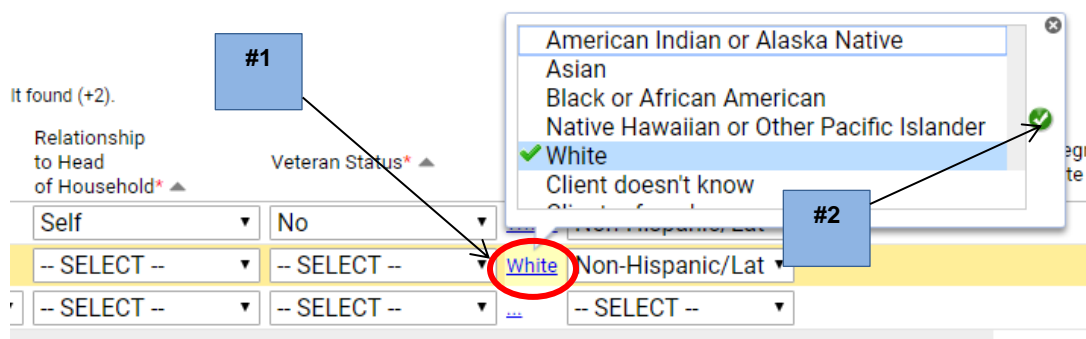 #1
American Indian or Alaska Native
Asian
Black or African American
Native Hawaiian or Other Pacific Islander
White
Client doesn't know
#2
lt found (+2).
Relationship
to Head
of Household*
Veteran Status*
Self
No
-- SELECT --
-- SELECT --
White
Non-Hispanic/Lat
-- SELECT --
-- SELECT --
...
-- SELECT --